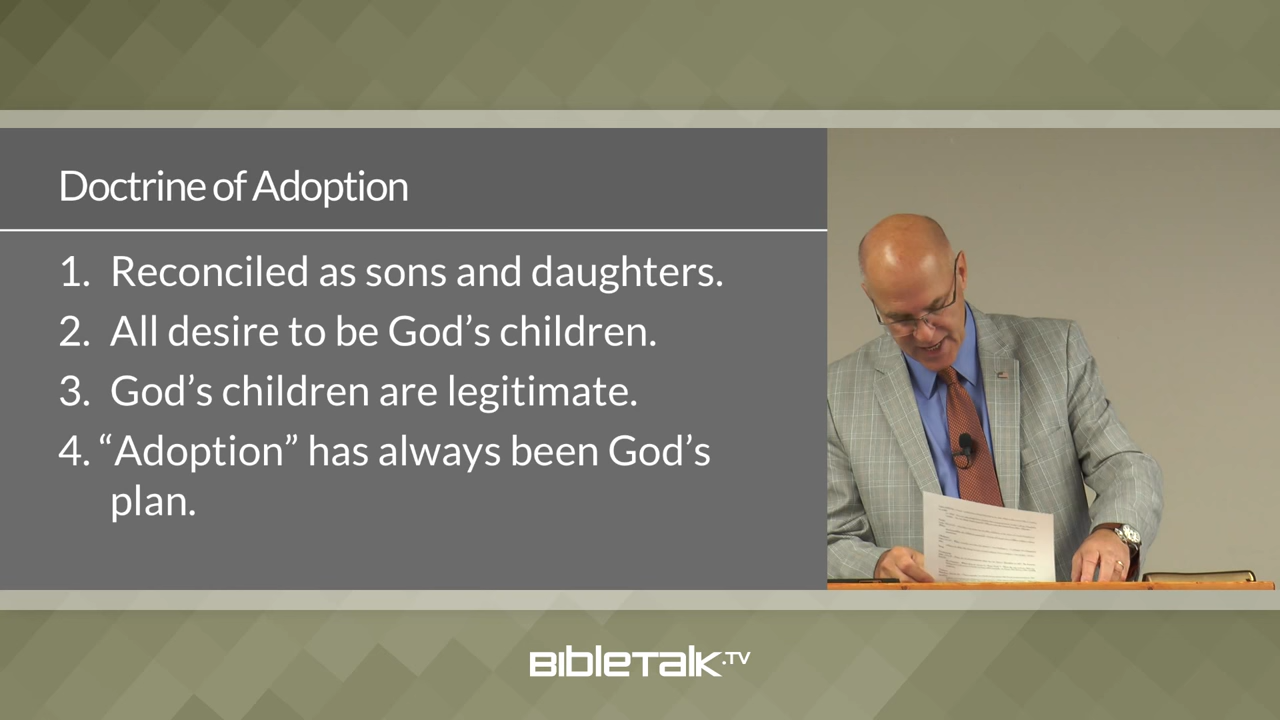 Doctrine of Adoption
1. Reconciled as sons and daughters.
2. All desire to be God’s children.
3. God’s children are legitimate.
4. “Adoption” has always been God’s
plan.
BIBLETALK.TV